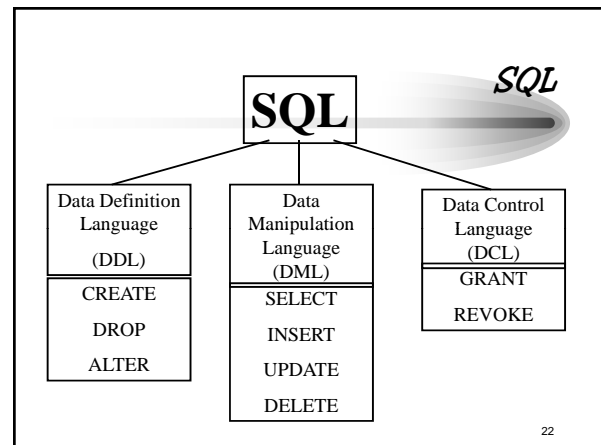 SQL
SQL
Data Definition
Language
(DDL)
CREATE
DROP
ALTER
Data
Manipulation
Language
(DML)
SELECT
INSERT
UPDATE
DELETE
Data Control
Language
(DCL)
GRANT
REVOKE
22